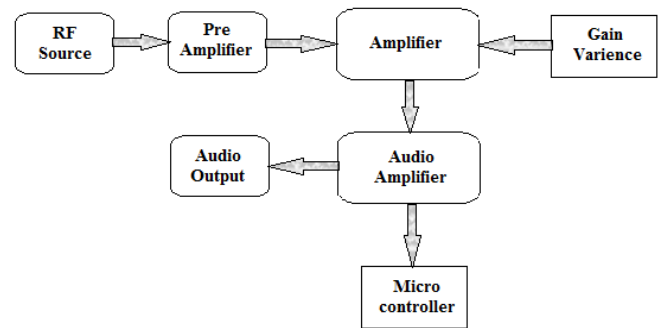 RF
Source
Pre
Amplifier
Amplifier
Gain
Varience
Audio
Output
Audio
Amplifier
Micro
controller